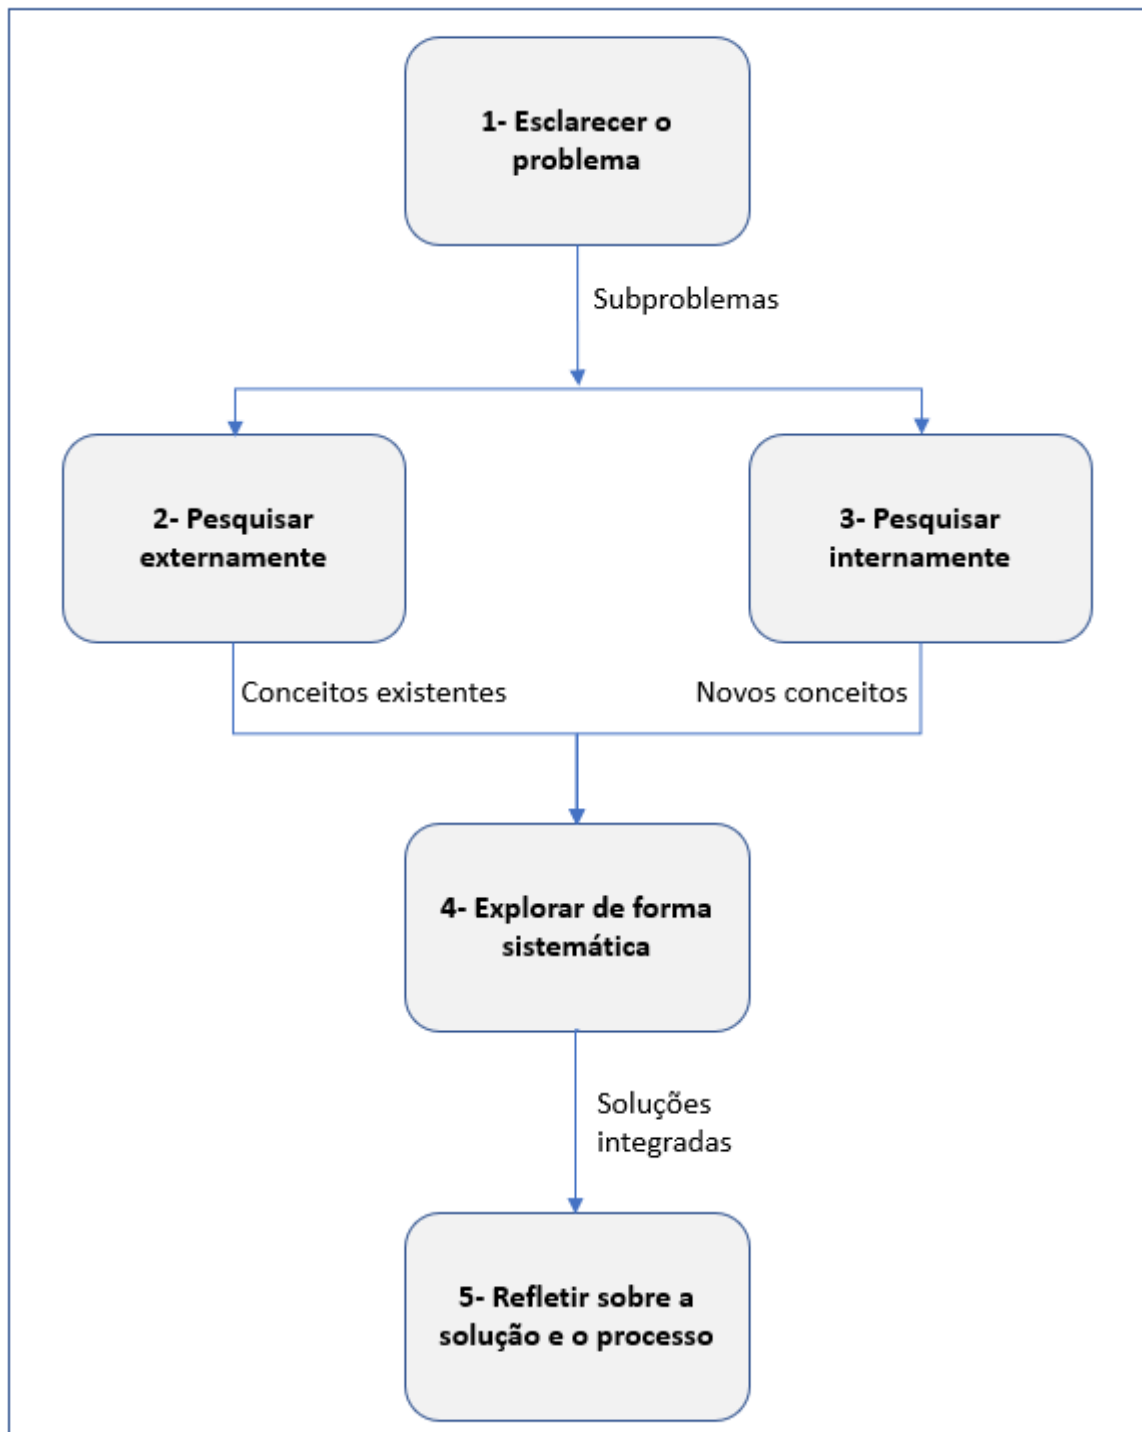 1- Esclarecer o
problema
Subproblemas
2- Pesquisar
externamente
3- Pesquisar
internamente
Conceitos existentes
Novos conceitos
4- Explorar de forma
sistemática
Soluções
integradas
5- Refletir sobre a
solução e o processo